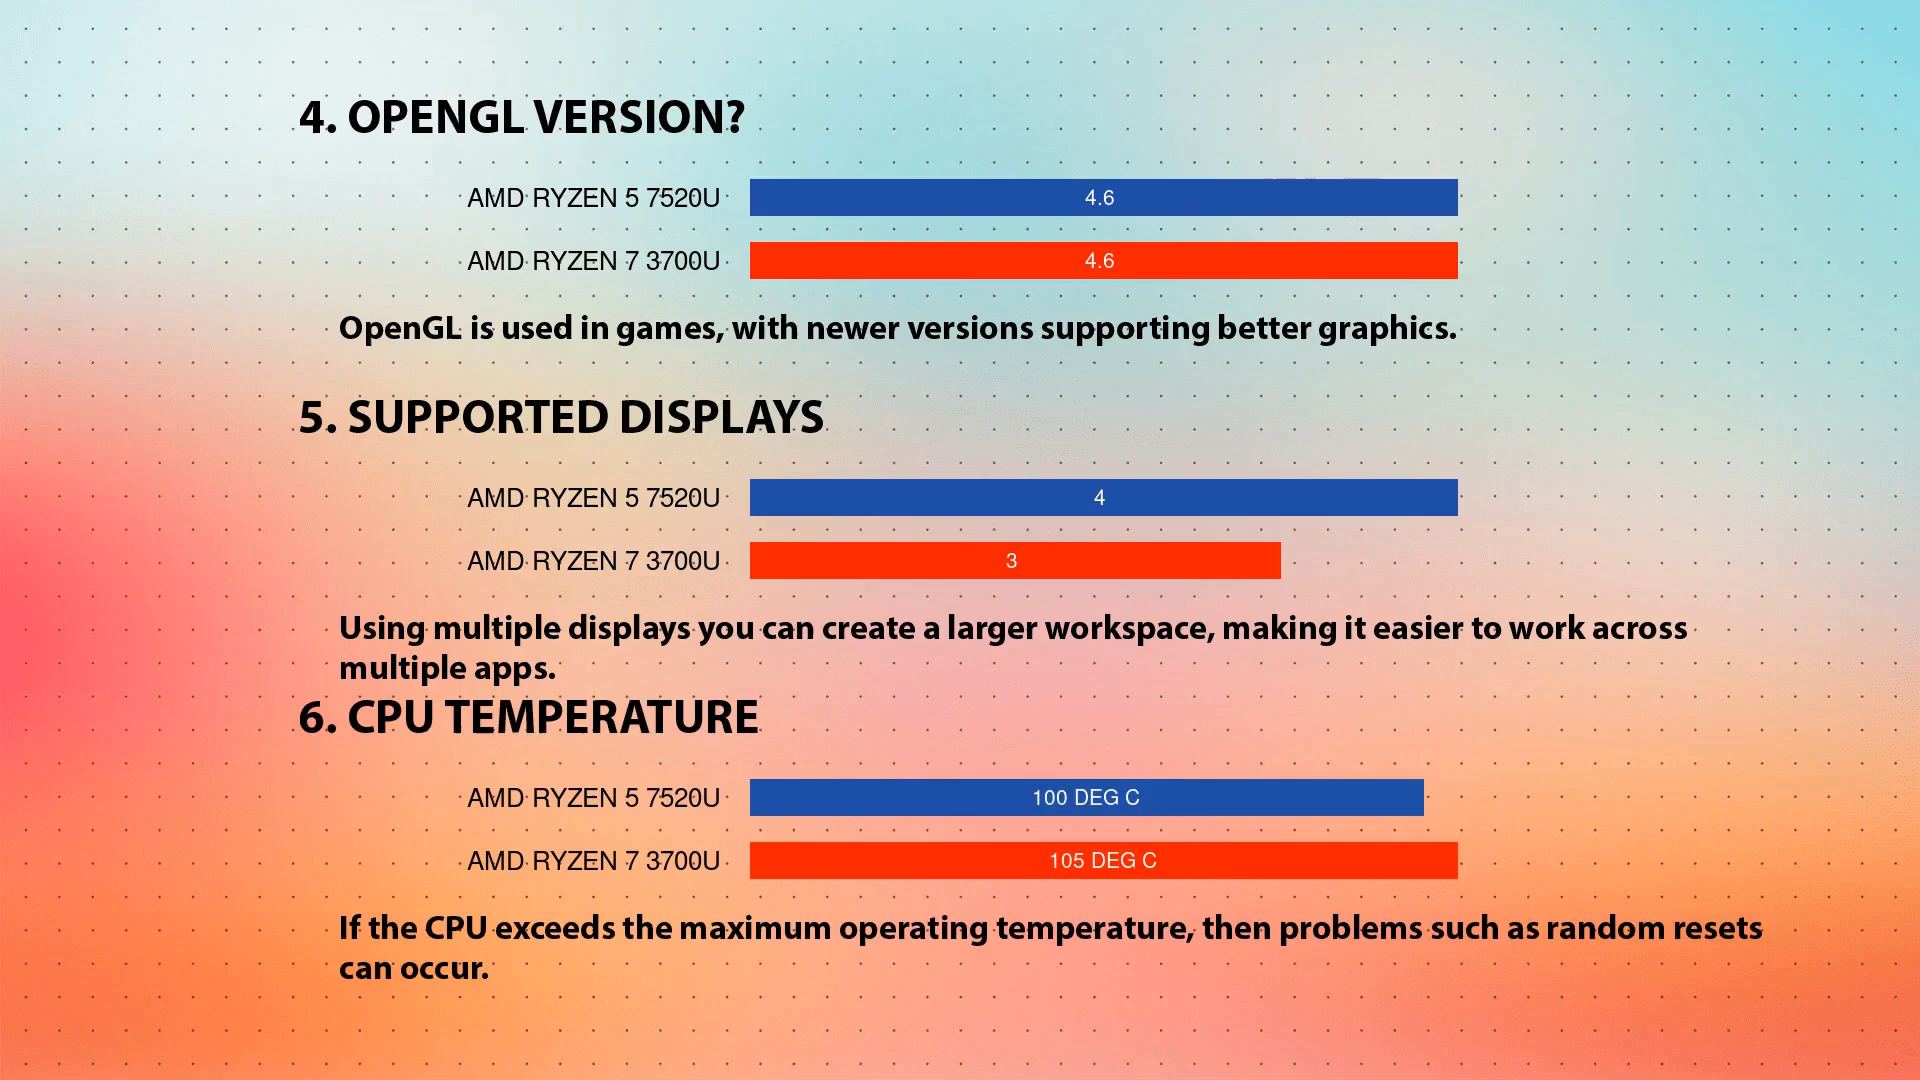 4. OPENGL VERSION?
AMD RYZEN 5 7520U 4.6
AMD RYZEN 7 3700U 4.6
OpenGL is used in games, with newer versions supporting better graphics.
5. SUPPORTED DISPLAYS
AMD RYZEN 5 7520U 4
AMD RYZEN 7 3700U 3
Using multiple displays you can create a larger workspace, making it easier to work across
multiple apps.
6. CPU TEMPERATURE
AMD RYZEN 5 7520U 100 DEG C
AMD RYZEN 7 3700U 105 DEG C
If the CPU exceeds the maximum operating temperature, then problems such as random resets
can occur.